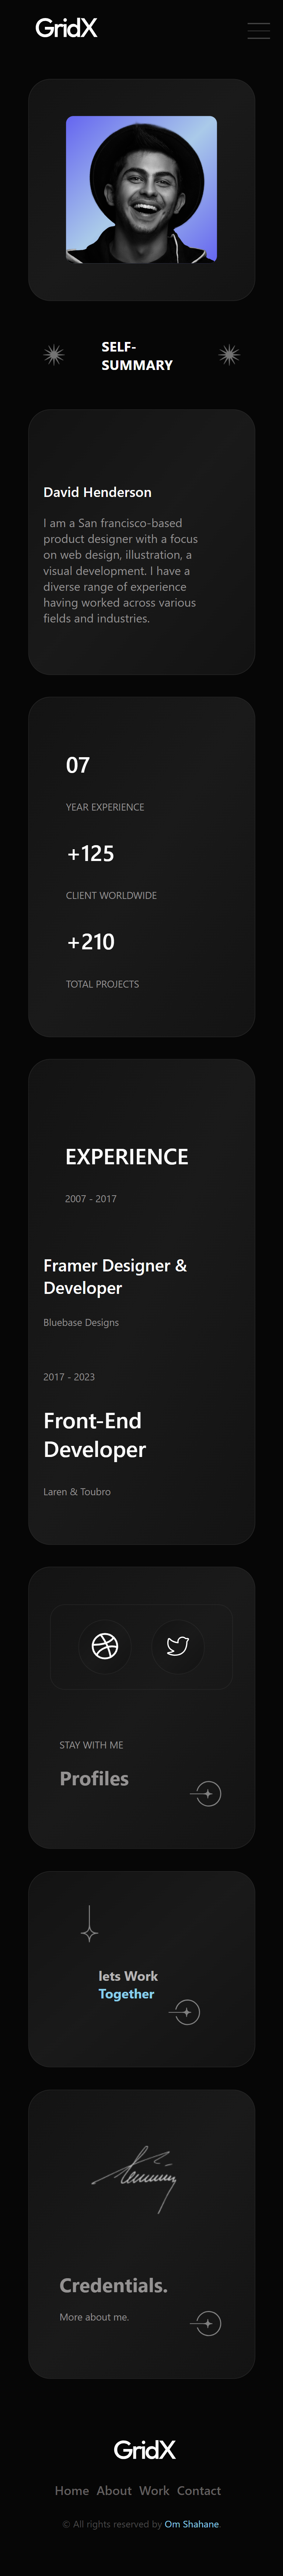 GridX
SELF-
SUMMARY
David Henderson
I am a San francisco-based
product designer with a focus
on web design, illustration, a
visual development. I have a
diverse range of experience
having worked across various
fields and industries.
07
YEAR EXPERIENCE
+125
CLIENT WORLDWIDE
+210
TOTAL PROJECTS
EXPERIENCE
2007 - 2017
Framer Designer &
Developer
Bluebase Designs
2017 - 2023
Front-End
Developer
Laren & Toubro
STAY WITH ME
Profiles
lets Work
Together
Credentials.
More about me.
GridX
Home About Work Contact
© All rights reserved by Om Shahane.